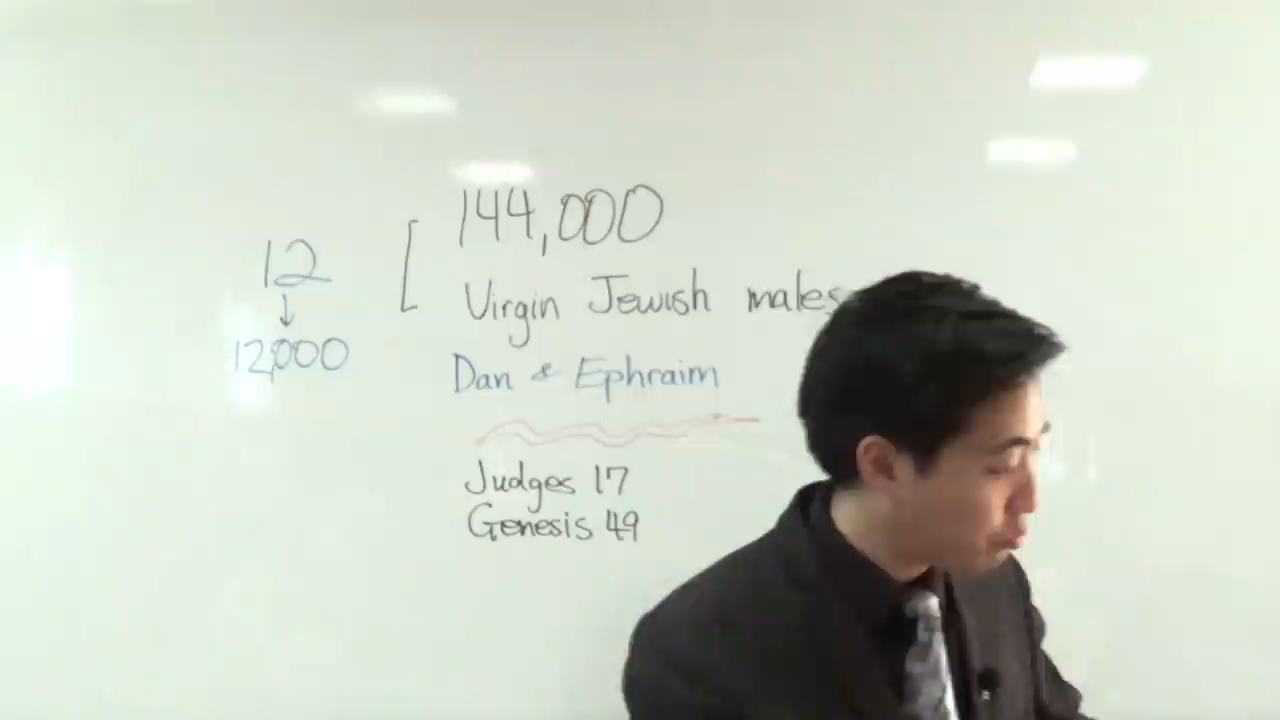 144,000
12
Virgin Jewish males
12,000
Dan & Ephraim
Judges 17
Genesis 49